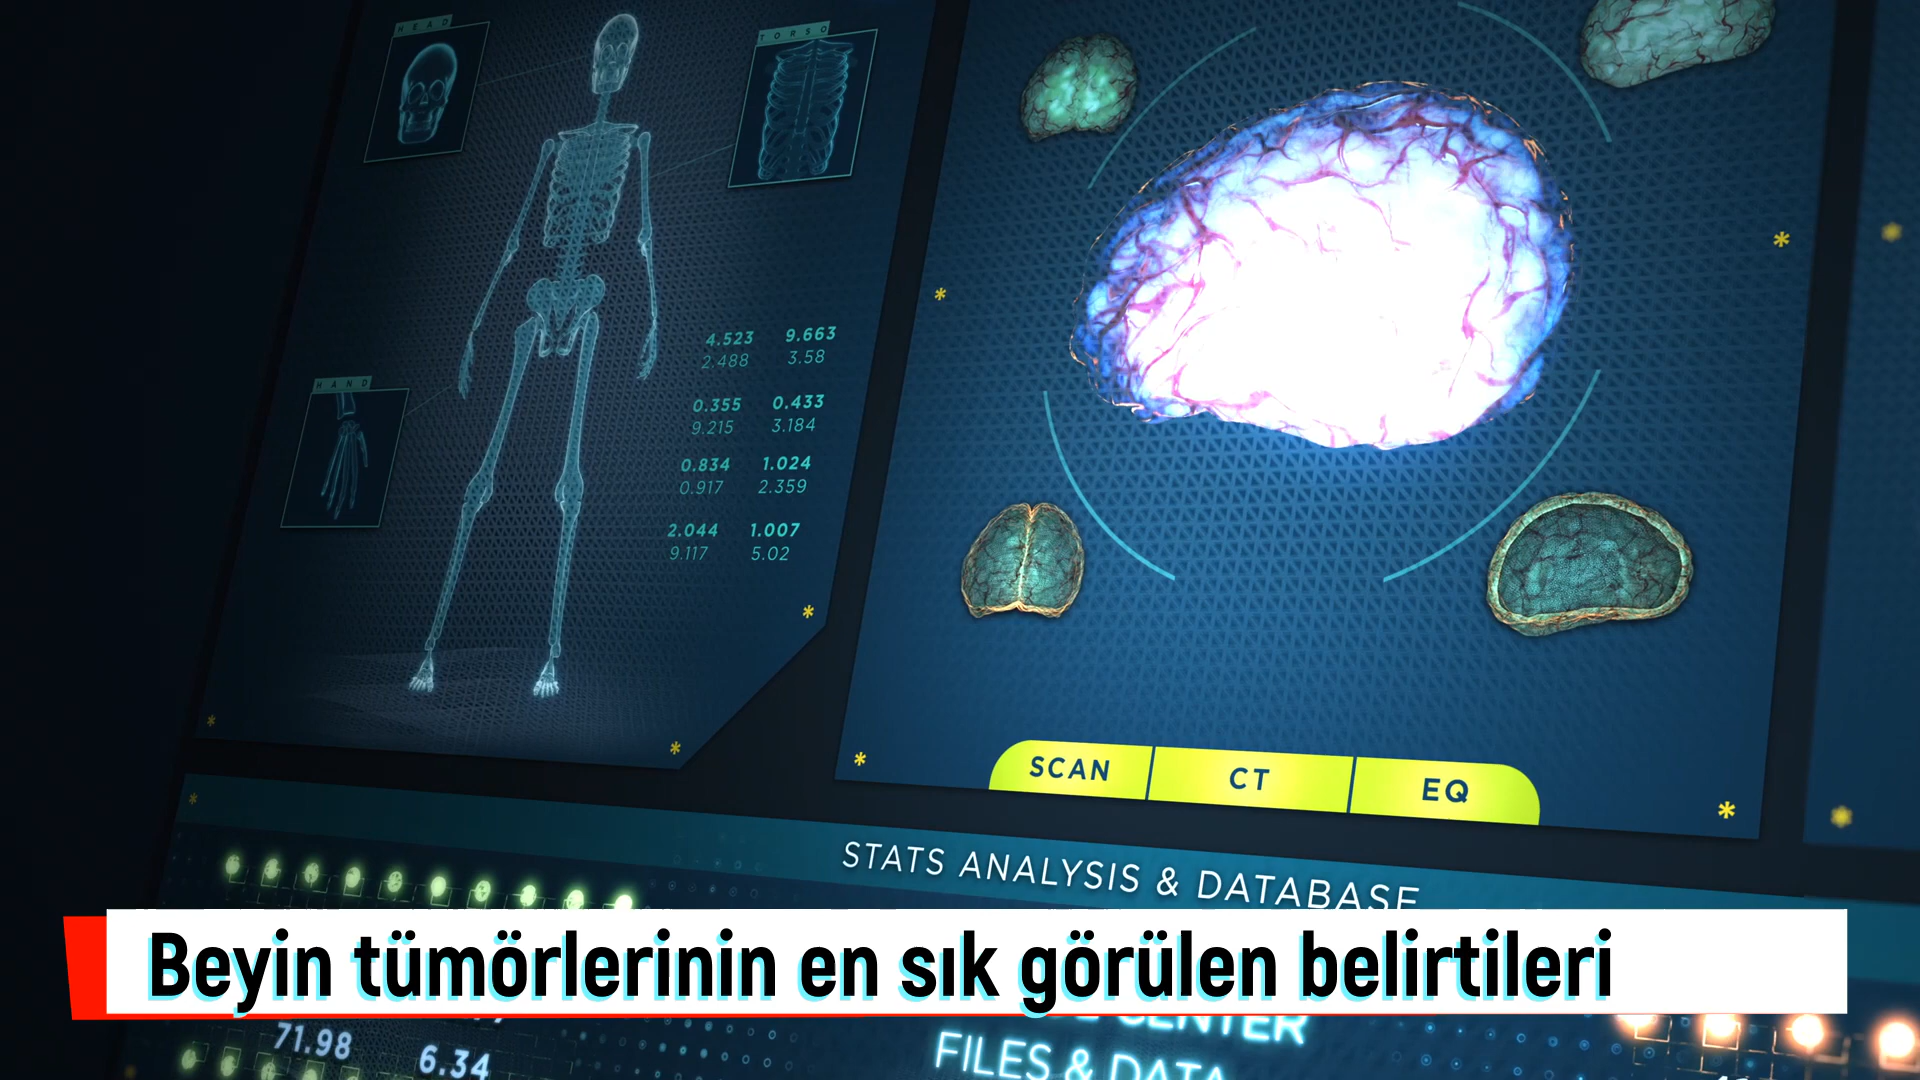 HEAD
TORSO
HAND
4.523 9.663
2.488 3.58
0.355 0.433
9.215 3.184
0.834 1.024
0.917 2.359
2.044 1.007
9.117 5.02
SCAN CT EQ
STATS ANALYSIS & DATABASE
Beyin tümörlerinin en sık görülen belirtileri
CENTER
71.98 6.34
FILES & DATA